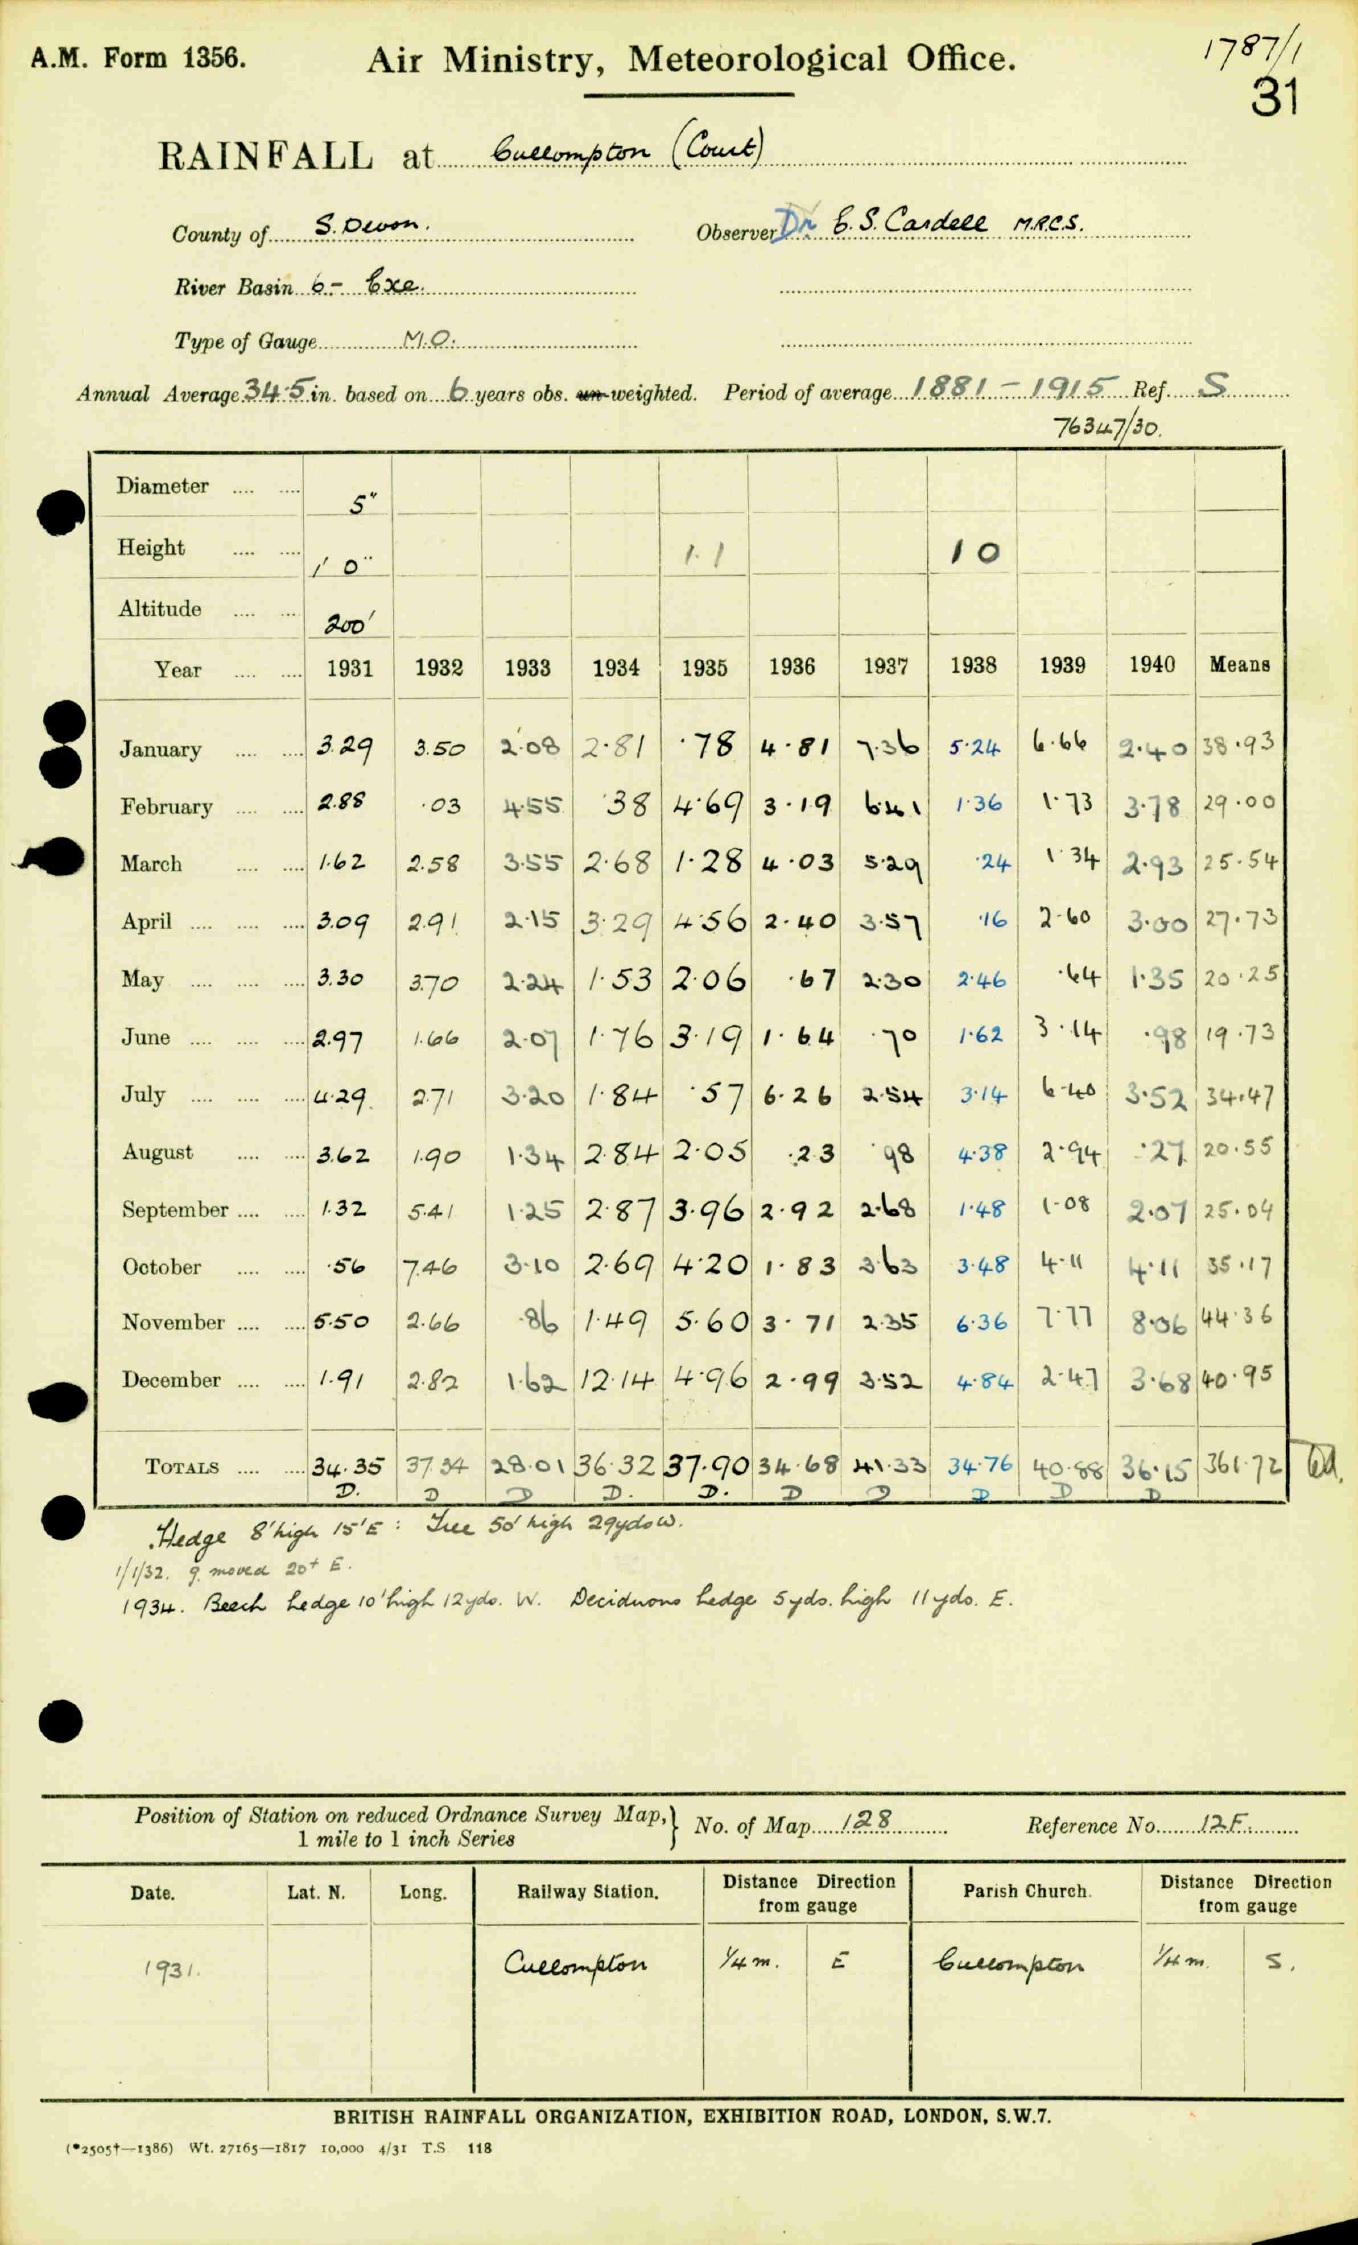 A.M. Form 1356. Air Ministry, Meteorological Office. 1787/1
31
RAINFALL at Cullompton (Court)
County of S. Devon. Observer Dr E. S. Cardell M.R.C.S.
River Basin 6 - Exe.
Type of Gauge M.O.
Annual Average 34.5 in. based on 6 years obs. un-weighted. Period of average 1881 - 1915 Ref. S
76347/30.
Diameter 5"
Height 1' 0" 1.1 1 0
Altitude 200'
Year 1931 1932 1933 1934 1935 1936 1937 1938 1939 1940 Means
January 3.29 3.50 2.08 2.81 .78 4.81 7.36 5.24 6.66 2.40 38.93
February 2.88 .03 4.55 .38 4.69 3.19 6.41 1.36 1.73 3.78 29.00
March 1.62 2.58 3.55 2.68 1.28 4.03 5.29 .24 1.34 2.93 25.54
April 3.09 2.91 2.15 3.29 4.56 2.40 3.57 .16 2.60 3.00 27.73
May 3.30 3.70 2.24 1.53 2.06 .67 2.30 2.46 .64 1.35 20.25
June 2.97 1.66 2.07 1.76 3.19 1.64 .70 1.62 3.14 .98 19.73
July 4.29 2.71 3.20 1.84 .57 6.26 2.54 3.14 6.40 3.52 34.47
August 3.62 1.90 1.34 2.84 2.05 .23 .98 4.38 2.94 .27 20.55
September 1.32 5.41 1.25 2.87 3.96 2.92 2.68 1.48 1.08 2.07 25.04
October .56 7.46 3.10 2.69 4.20 1.83 3.63 3.48 4.11 4.11 35.17
November 5.50 2.66 .86 1.49 5.60 3.71 2.35 6.36 7.77 8.06 44.36
December 1.91 2.82 1.62 12.14 4.96 2.99 3.52 4.84 2.47 3.68 40.95
TOTALS 34.35 37.34 28.01 36.32 37.90 34.68 41.33 34.76 40.88 36.15 361.72
D. D D D. D. D D D D D
Hedge 8' high 15' E : Tree 50' high 29yds W.
1/1/32. g. moved 20+ E.
1934. Beech hedge 10' high 12yds. W. Deciduous hedge 5yds. high 11yds. E.
Position of Station on reduced Ordnance Survey Map, 1 mile to 1 inch Series No. of Map 128 Reference No. 12F.
Date. Lat. N. Long. Railway Station. Distance Direction from gauge Parish Church. Distance Direction from gauge
1931. Cullompton 1/4 m. E Cullompton 1/4 m. S.
BRITISH RAINFALL ORGANIZATION, EXHIBITION ROAD, LONDON, S.W.7.
(*2505†—1386) Wt. 27165—1817 10,000 4/31 T.S. 118